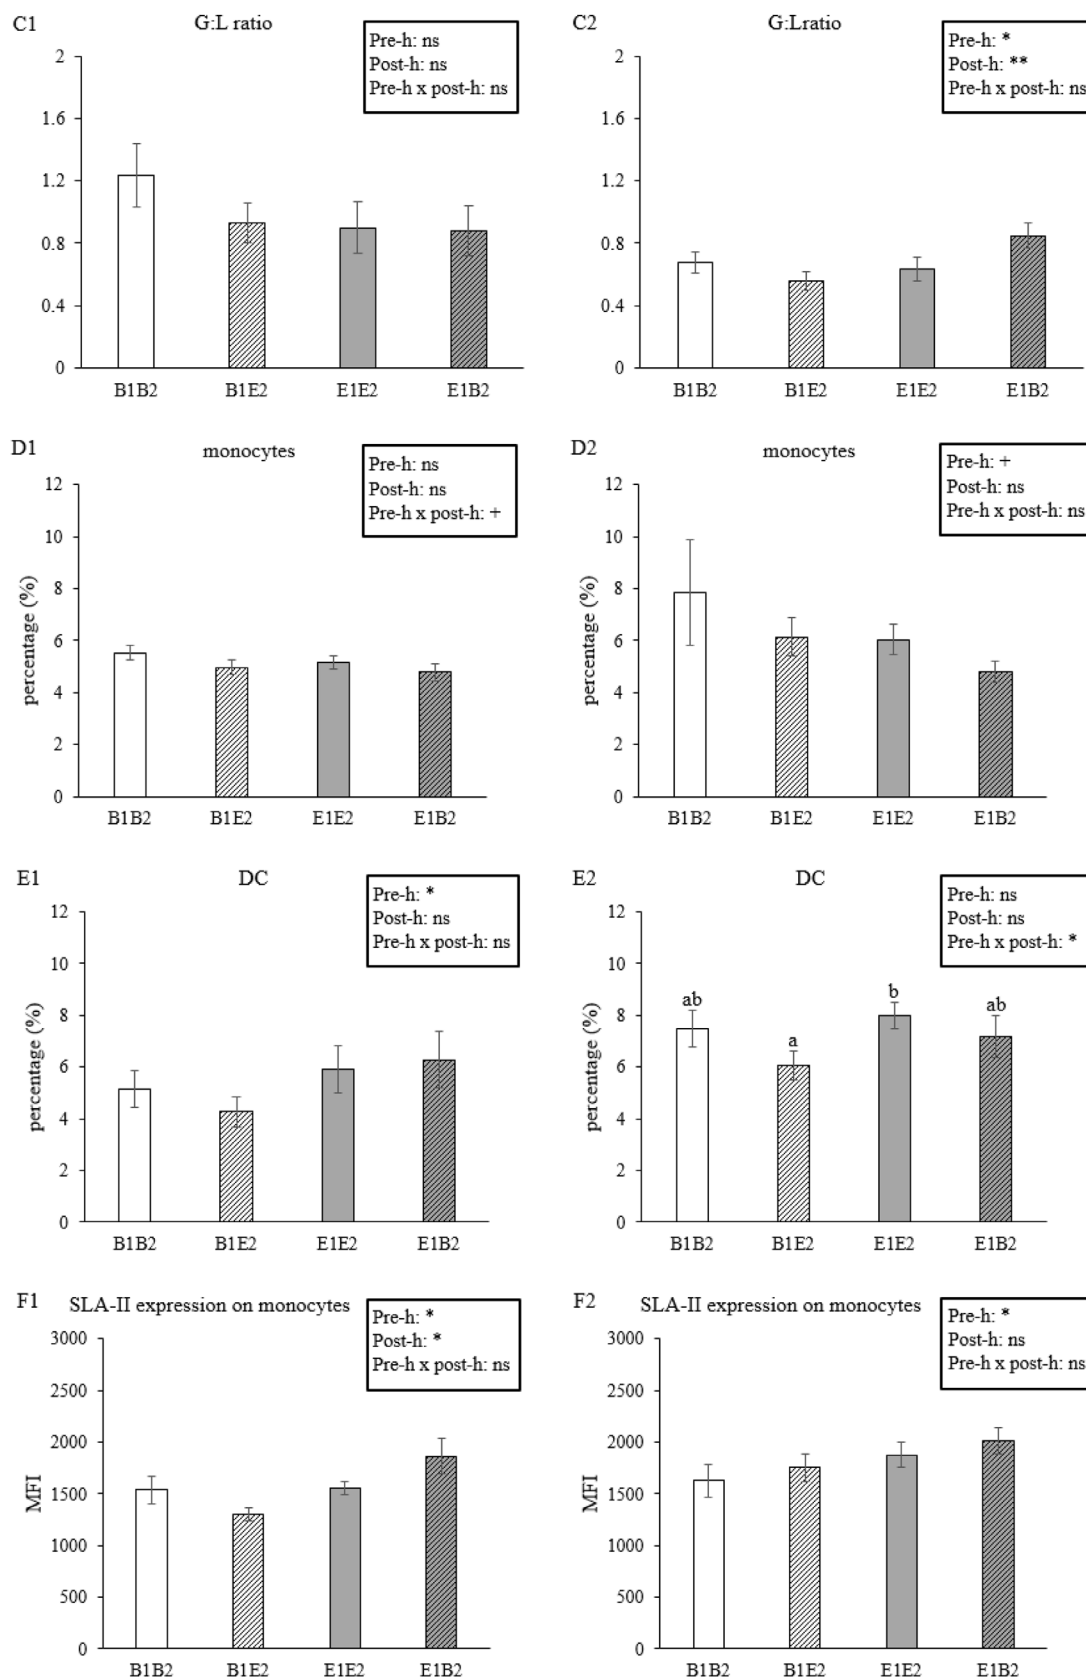 C1
G:L ratio
Pre-h: ns
Post-h: ns
Pre-h x post-h: ns
2
1.6
1.2
0.8
0.4
0
B1B2 B1E2 E1E2 E1B2
C2
G:Lratio
Pre-h: *
Post-h: **
Pre-h x post-h: ns
2
1.6
1.2
0.8
0.4
0
B1B2 B1E2 E1E2 E1B2
D1
monocytes
Pre-h: ns
Post-h: ns
Pre-h x post-h: +
percentage (%)
12
10
8
6
4
2
0
B1B2 B1E2 E1E2 E1B2
D2
monocytes
Pre-h: +
Post-h: ns
Pre-h x post-h: ns
percentage (%)
12
10
8
6
4
2
0
B1B2 B1E2 E1E2 E1B2
E1
DC
Pre-h: *
Post-h: ns
Pre-h x post-h: ns
percentage (%)
12
10
8
6
4
2
0
B1B2 B1E2 E1E2 E1B2
E2
DC
Pre-h: ns
Post-h: ns
Pre-h x post-h: *
percentage (%)
12
10
8
6
4
2
0
ab a b ab
B1B2 B1E2 E1E2 E1B2
F1
SLA-II expression on monocytes
Pre-h: *
Post-h: *
Pre-h x post-h: ns
MFI
3000
2500
2000
1500
1000
500
0
B1B2 B1E2 E1E2 E1B2
F2
SLA-II expression on monocytes
Pre-h: *
Post-h: ns
Pre-h x post-h: ns
MFI
3000
2500
2000
1500
1000
500
0
B1B2 B1E2 E1E2 E1B2